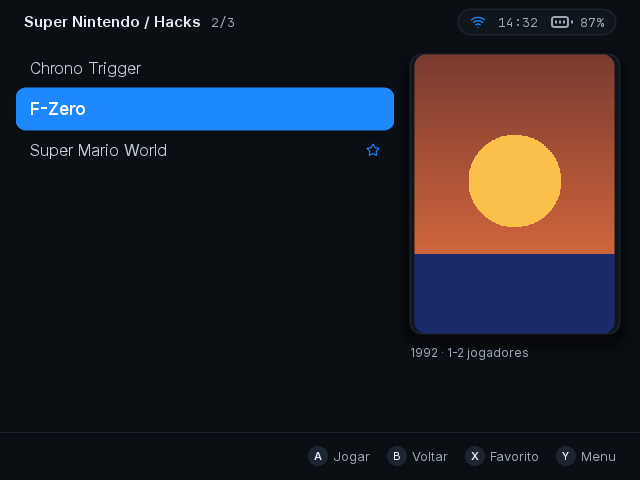 Super Nintendo / Hacks 2/3
14:32 87%
Chrono Trigger
F-Zero
Super Mario World
1992 · 1-2 jogadores
A Jogar B Voltar X Favorito Y Menu